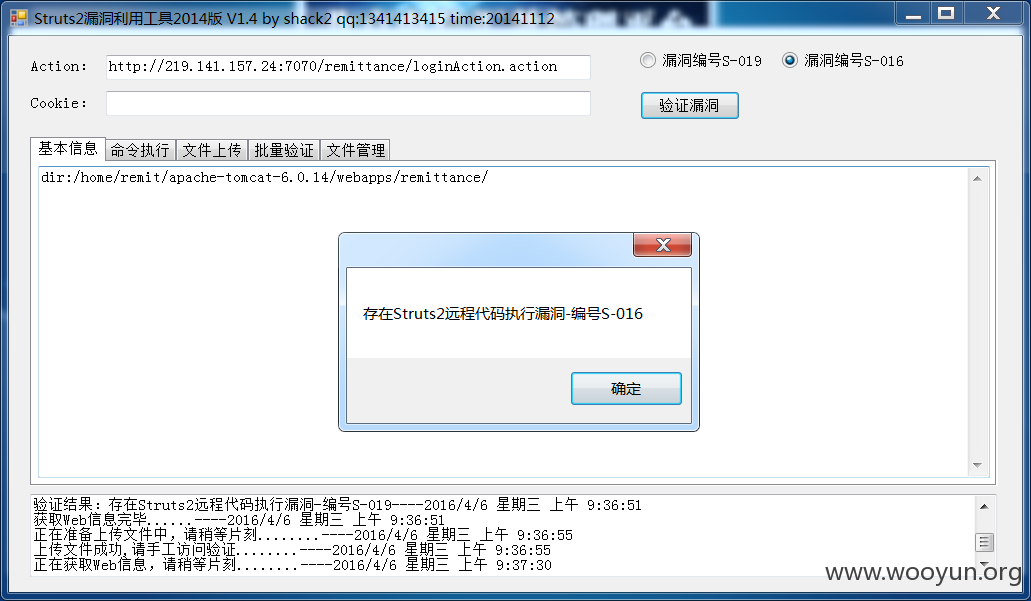 Struts2漏洞利用工具2014版 V1.4 by shack2 qq:1341413415 time:20141112
Action: http://219.141.157.24:7070/remittance/loginAction.action 漏洞编号S-019 漏洞编号S-016
Cookie: 验证漏洞
基本信息 命令执行 文件上传 批量验证 文件管理
dir:/home/remit/apache-tomcat-6.0.14/webapps/remittance/
存在Struts2远程代码执行漏洞-编号S-016
确定
验证结果：存在Struts2远程代码执行漏洞-编号S-019----2016/4/6 星期三 上午 9:36:51
获取Web信息完毕......----2016/4/6 星期三 上午 9:36:51
正在准备上传文件中，请稍等片刻........----2016/4/6 星期三 上午 9:36:55
上传文件成功,请手工访问验证........----2016/4/6 星期三 上午 9:36:55
正在获取Web信息，请稍等片刻........----2016/4/6 星期三 上午 9:37:30
www.wooyun.org